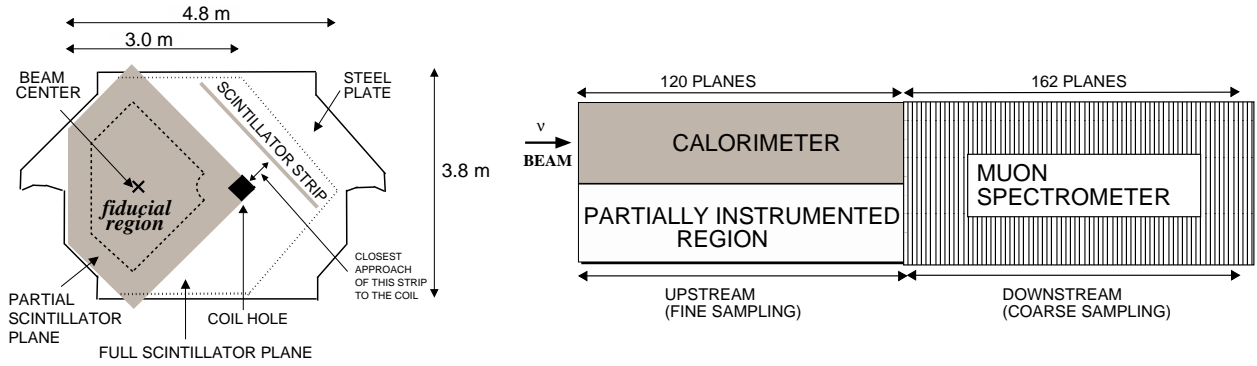 4.8 m
3.0 m
BEAM
CENTER
STEEL
PLATE
SCINTILLATOR STRIP
3.8 m
fiducial
region
CLOSEST
APPROACH
OF THIS STRIP
TO THE COIL
PARTIAL
SCINTILLATOR
PLANE
COIL HOLE
FULL SCINTILLATOR PLANE
120 PLANES
162 PLANES
ν
BEAM
CALORIMETER
MUON
SPECTROMETER
PARTIALLY INSTRUMENTED
REGION
UPSTREAM
(FINE SAMPLING)
DOWNSTREAM
(COARSE SAMPLING)